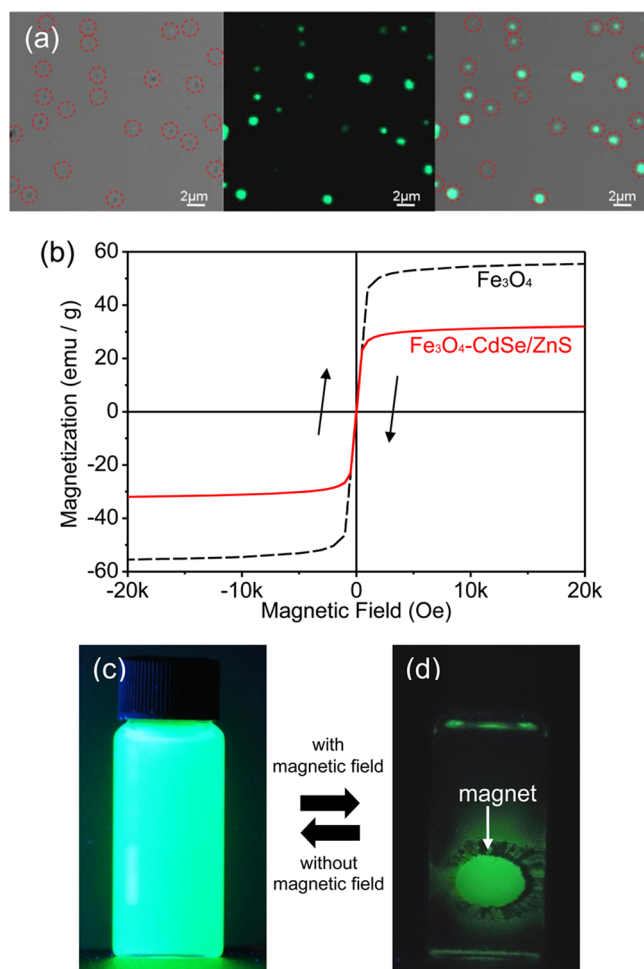 (a)
2μm
2μm
2μm
(b)
60
40
20
0
-20
-40
-60
Magnetization (emu / g)
Fe₃O₄
Fe₃O₄-CdSe/ZnS
-20k
-10k
0
10k
20k
Magnetic Field (Oe)
(c)
with
magnetic field
without
magnetic field
(d)
magnet